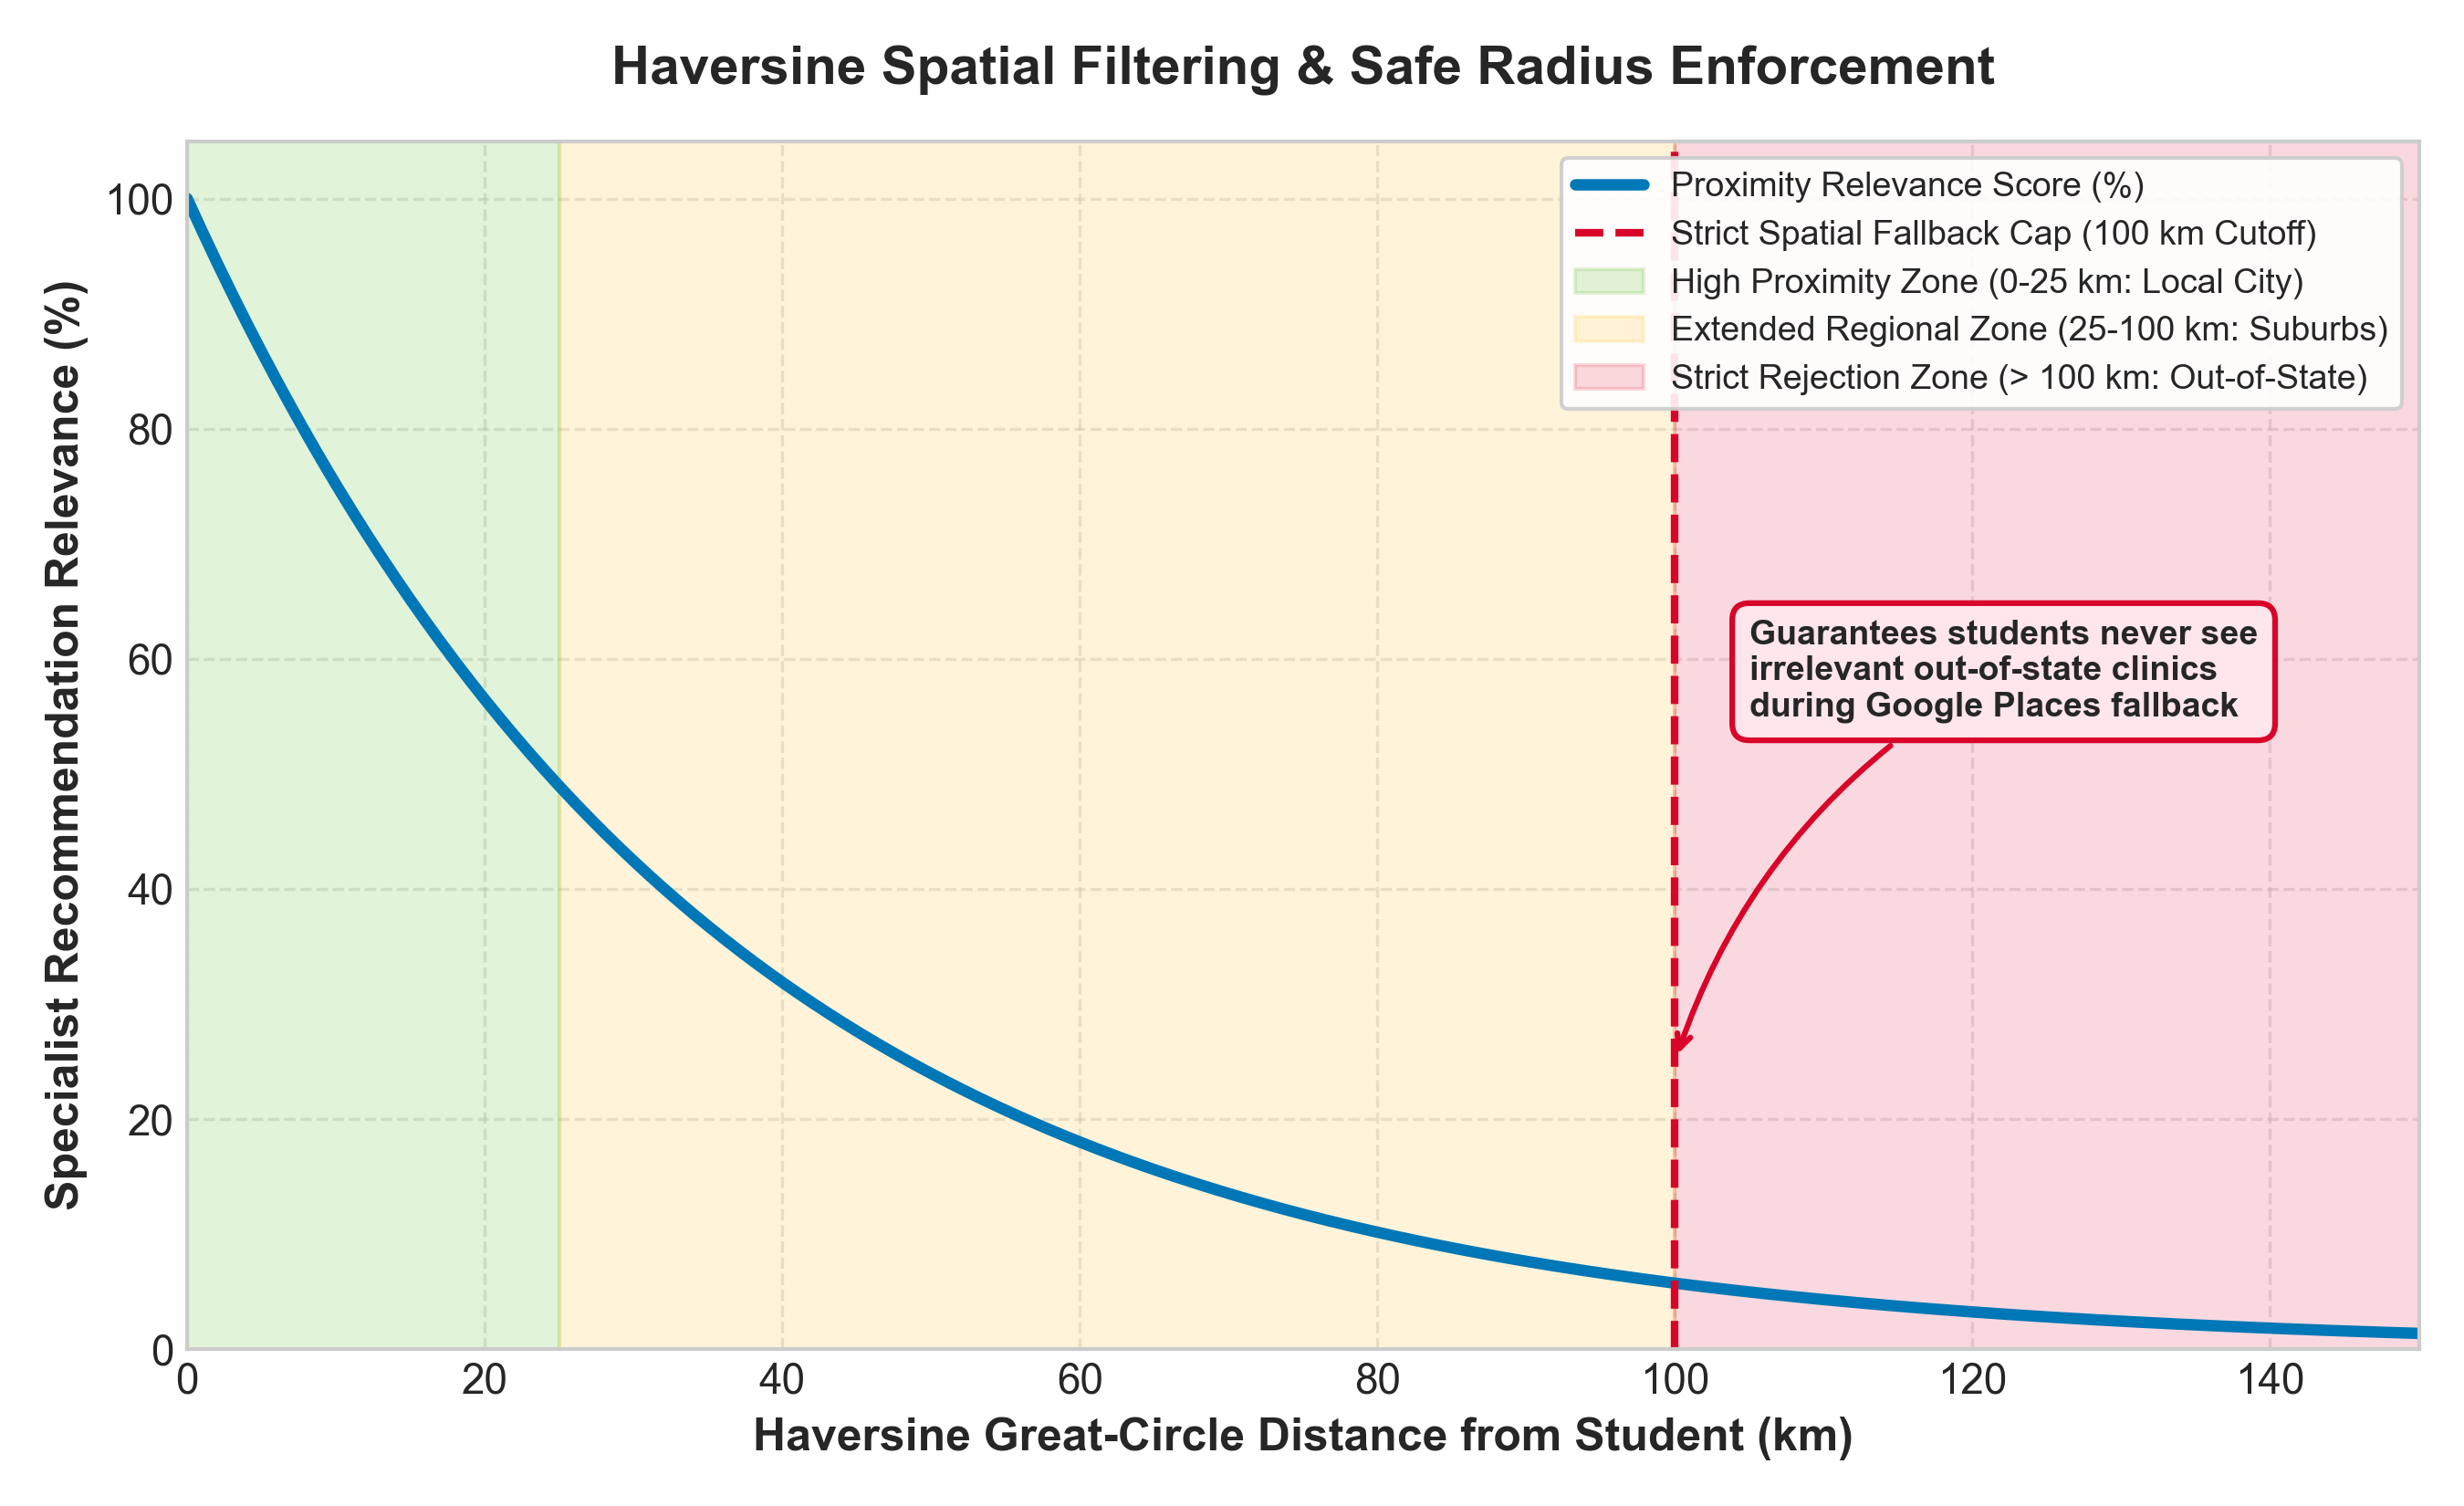 Haversine Spatial Filtering & Safe Radius Enforcement
Specialist Recommendation Relevance (%)
100
80
60
40
20
0
Proximity Relevance Score (%)
Strict Spatial Fallback Cap (100 km Cutoff)
High Proximity Zone (0-25 km: Local City)
Extended Regional Zone (25-100 km: Suburbs)
Strict Rejection Zone (> 100 km: Out-of-State)
Guarantees students never see
irrelevant out-of-state clinics
during Google Places fallback
0 20 40 60 80 100 120 140
Haversine Great-Circle Distance from Student (km)